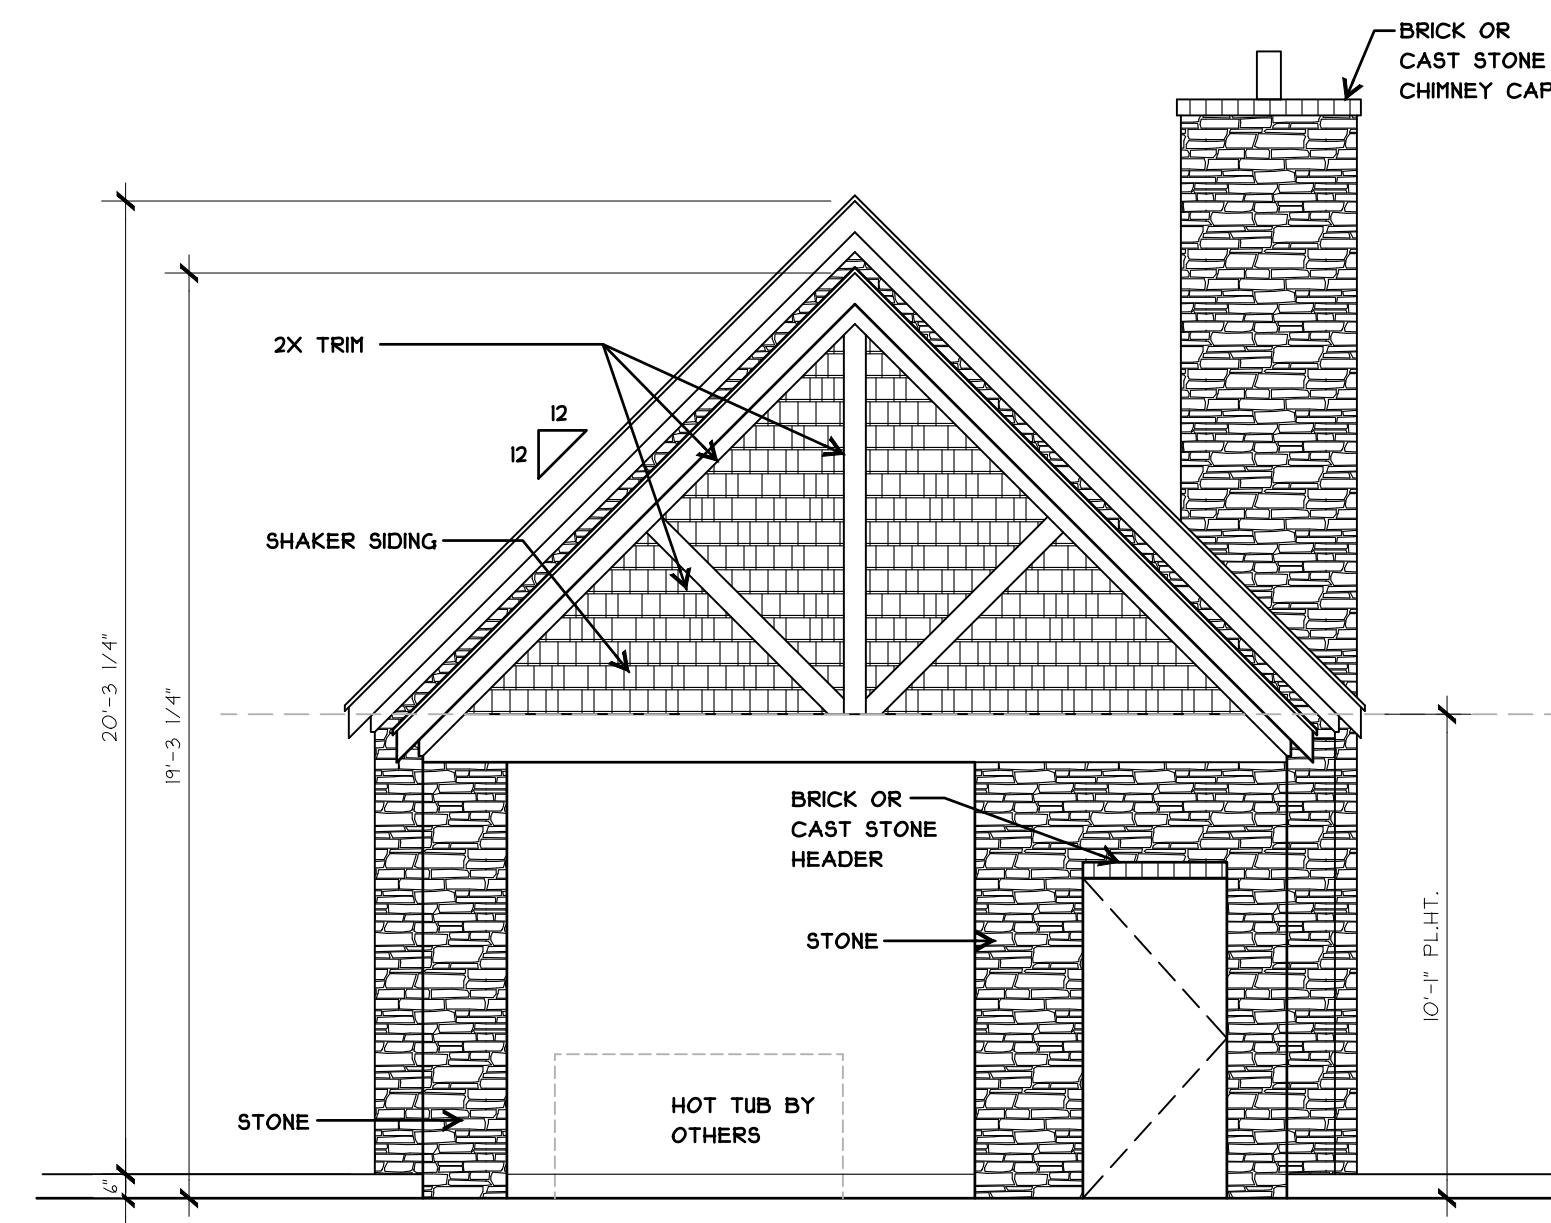 BRICK OR
CAST STONE
CHIMNEY CAP
2X TRIM
12
12
SHAKER SIDING
20'-3 1/4"
19'-3 1/4"
BRICK OR
CAST STONE
HEADER
STONE
10'-1" PL.HT.
HOT TUB BY
OTHERS
STONE
6"